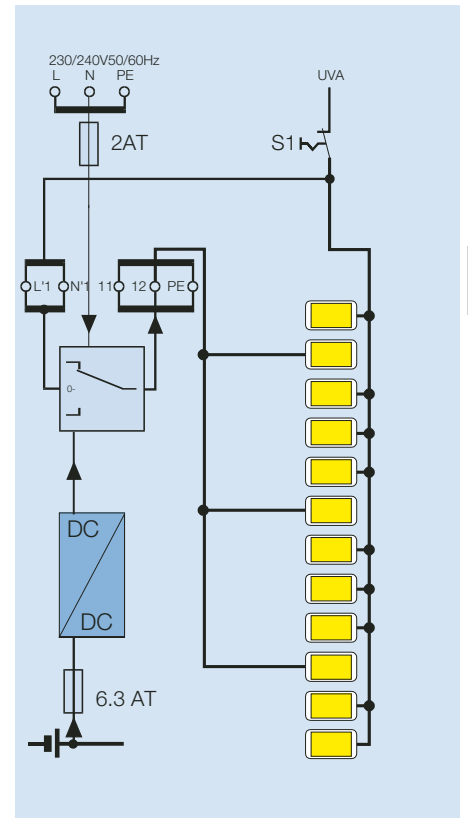 230/240V50/60Hz
L N PE
UVA
2AT
S1
L'1 N'1 11 12 PE
0-
DC
DC
6.3 AT